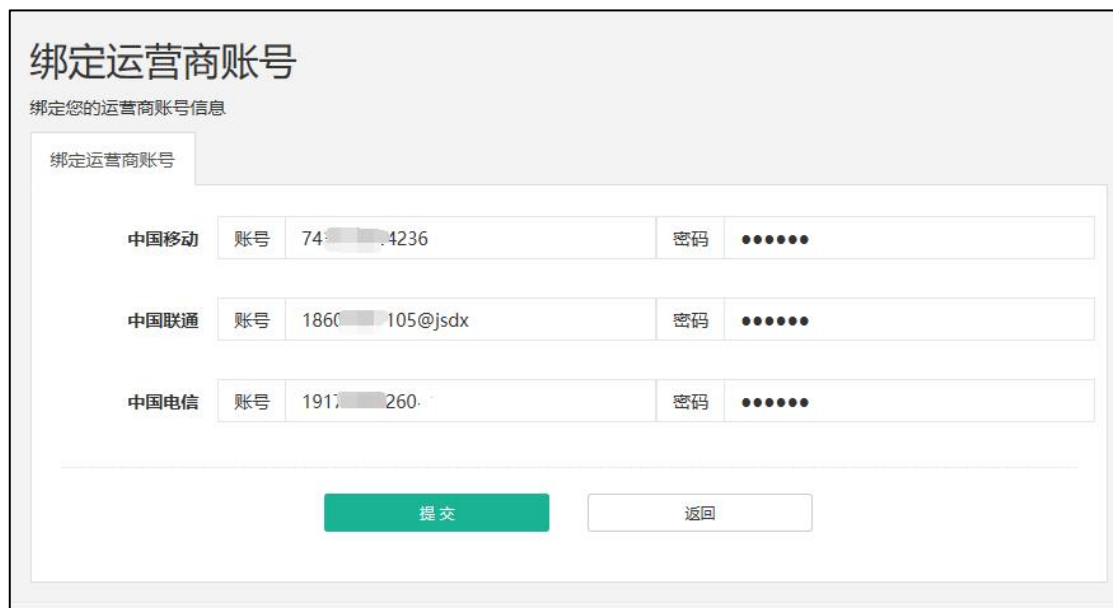 绑定运营商账号
绑定您的运营商账号信息
绑定运营商账号
中国移动 账号 74 4236 密码 ●●●●●●
中国联通 账号 186 105@jsdx 密码 ●●●●●●
中国电信 账号 191 260 密码 ●●●●●●
提 交 返回